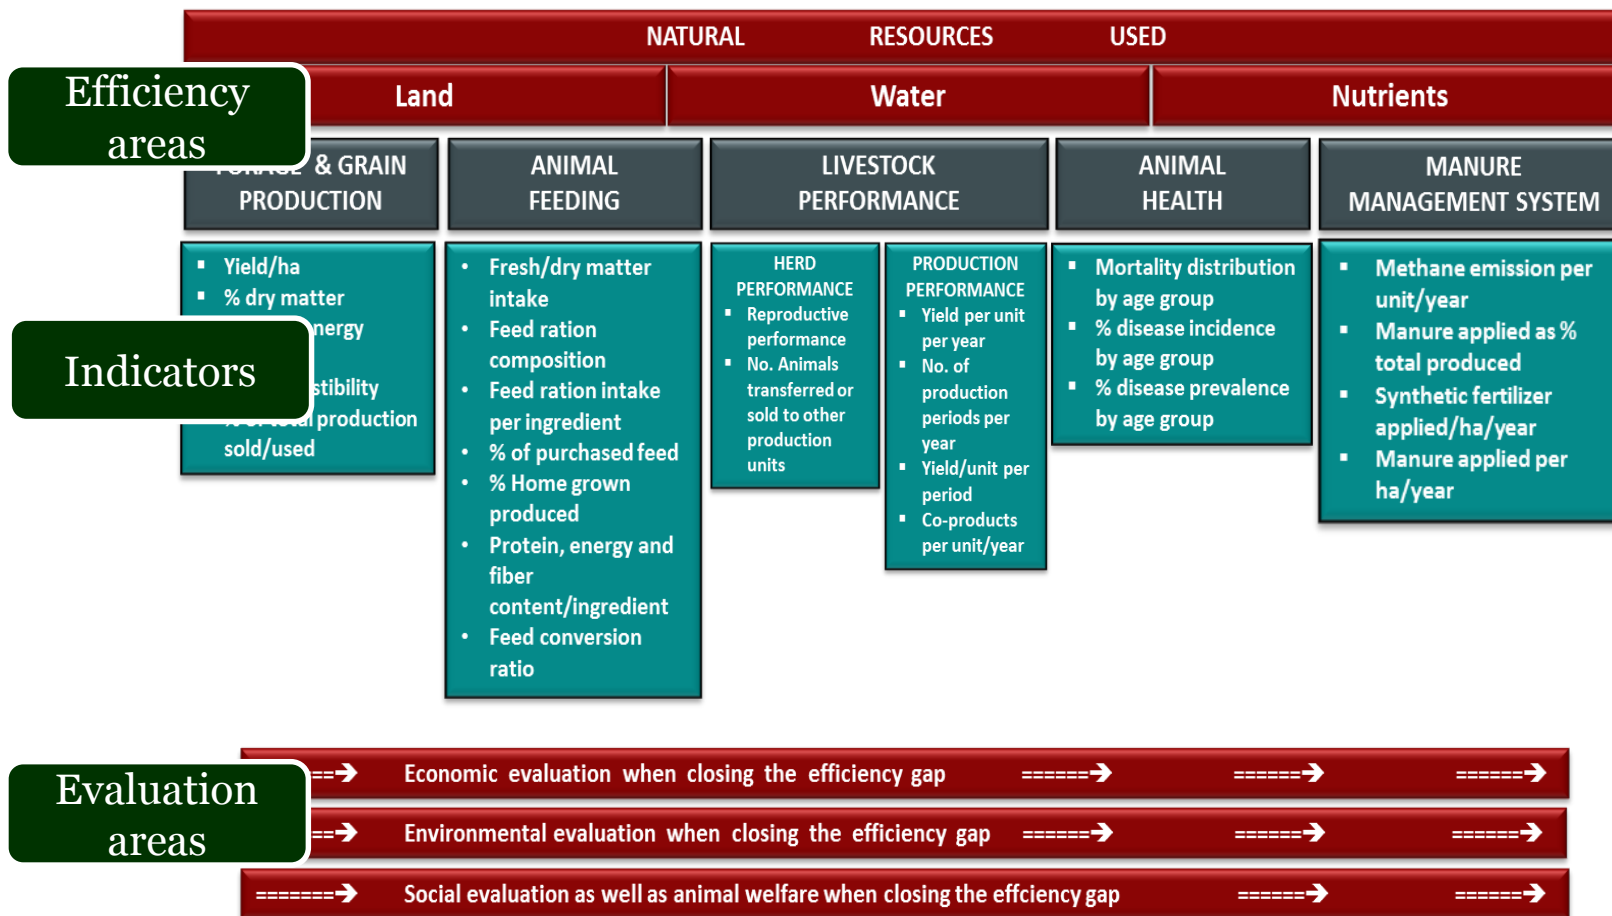 NATURAL RESOURCES USED
Efficiency
areas
Land
Water
Nutrients
& GRAIN
PRODUCTION
ANIMAL
FEEDING
LIVESTOCK
PERFORMANCE
ANIMAL
HEALTH
MANURE
MANAGEMENT SYSTEM
Indicators
▪ Yield/ha
▪ % dry matter
production
sold/used
• Fresh/dry matter
intake
• Feed ration
composition
• Feed ration intake
per ingredient
• % of purchased feed
• % Home grown
produced
• Protein, energy and
fiber
content/ingredient
• Feed conversion
ratio
HERD
PERFORMANCE
▪ Reproductive
performance
▪ No. Animals
transferred or
sold to other
production
units
PRODUCTION
PERFORMANCE
▪ Yield per unit
per year
▪ No. of
production
periods per
year
▪ Yield/unit per
period
▪ Co-products
per unit/year
▪ Mortality distribution
by age group
▪ % disease incidence
by age group
▪ % disease prevalence
by age group
▪ Methane emission per
unit/year
▪ Manure applied as %
total produced
▪ Synthetic fertilizer
applied/ha/year
▪ Manure applied per
ha/year
Evaluation
areas
==➔ Economic evaluation when closing the efficiency gap ======➔ ======➔ ======➔
==➔ Environmental evaluation when closing the efficiency gap ======➔ ======➔ ======➔
=======➔ Social evaluation as well as animal welfare when closing the effciency gap ======➔ ======➔